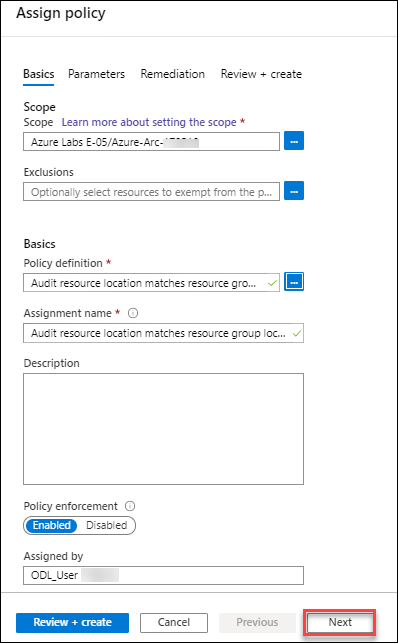 Assign policy
Basics Parameters Remediation Review + create
Scope
Scope Learn more about setting the scope *
Azure Labs E-05/Azure-Arc-
Exclusions
Optionally select resources to exempt from the p...
Basics
Policy definition *
Audit resource location matches resource gro...
Assignment name *
Audit resource location matches resource group loc...
Description
Policy enforcement
Enabled Disabled
Assigned by
ODL_User
Review + create Cancel Previous Next